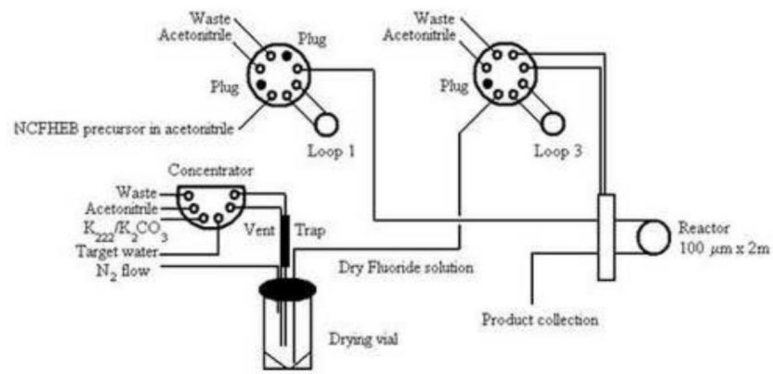 Waste
Acetonitrile
Plug
Plug
NCFHEB precursor in acetonitrile
Loop 1
Waste
Acetonitrile
Plug
Loop 3
Concentrator
Waste
Acetonitrile
K222/K2CO3
Target water
N2 flow
Vent
Trap
Dry Fluoride solution
Drying vial
Reactor
100 µm x 2m
Product collection